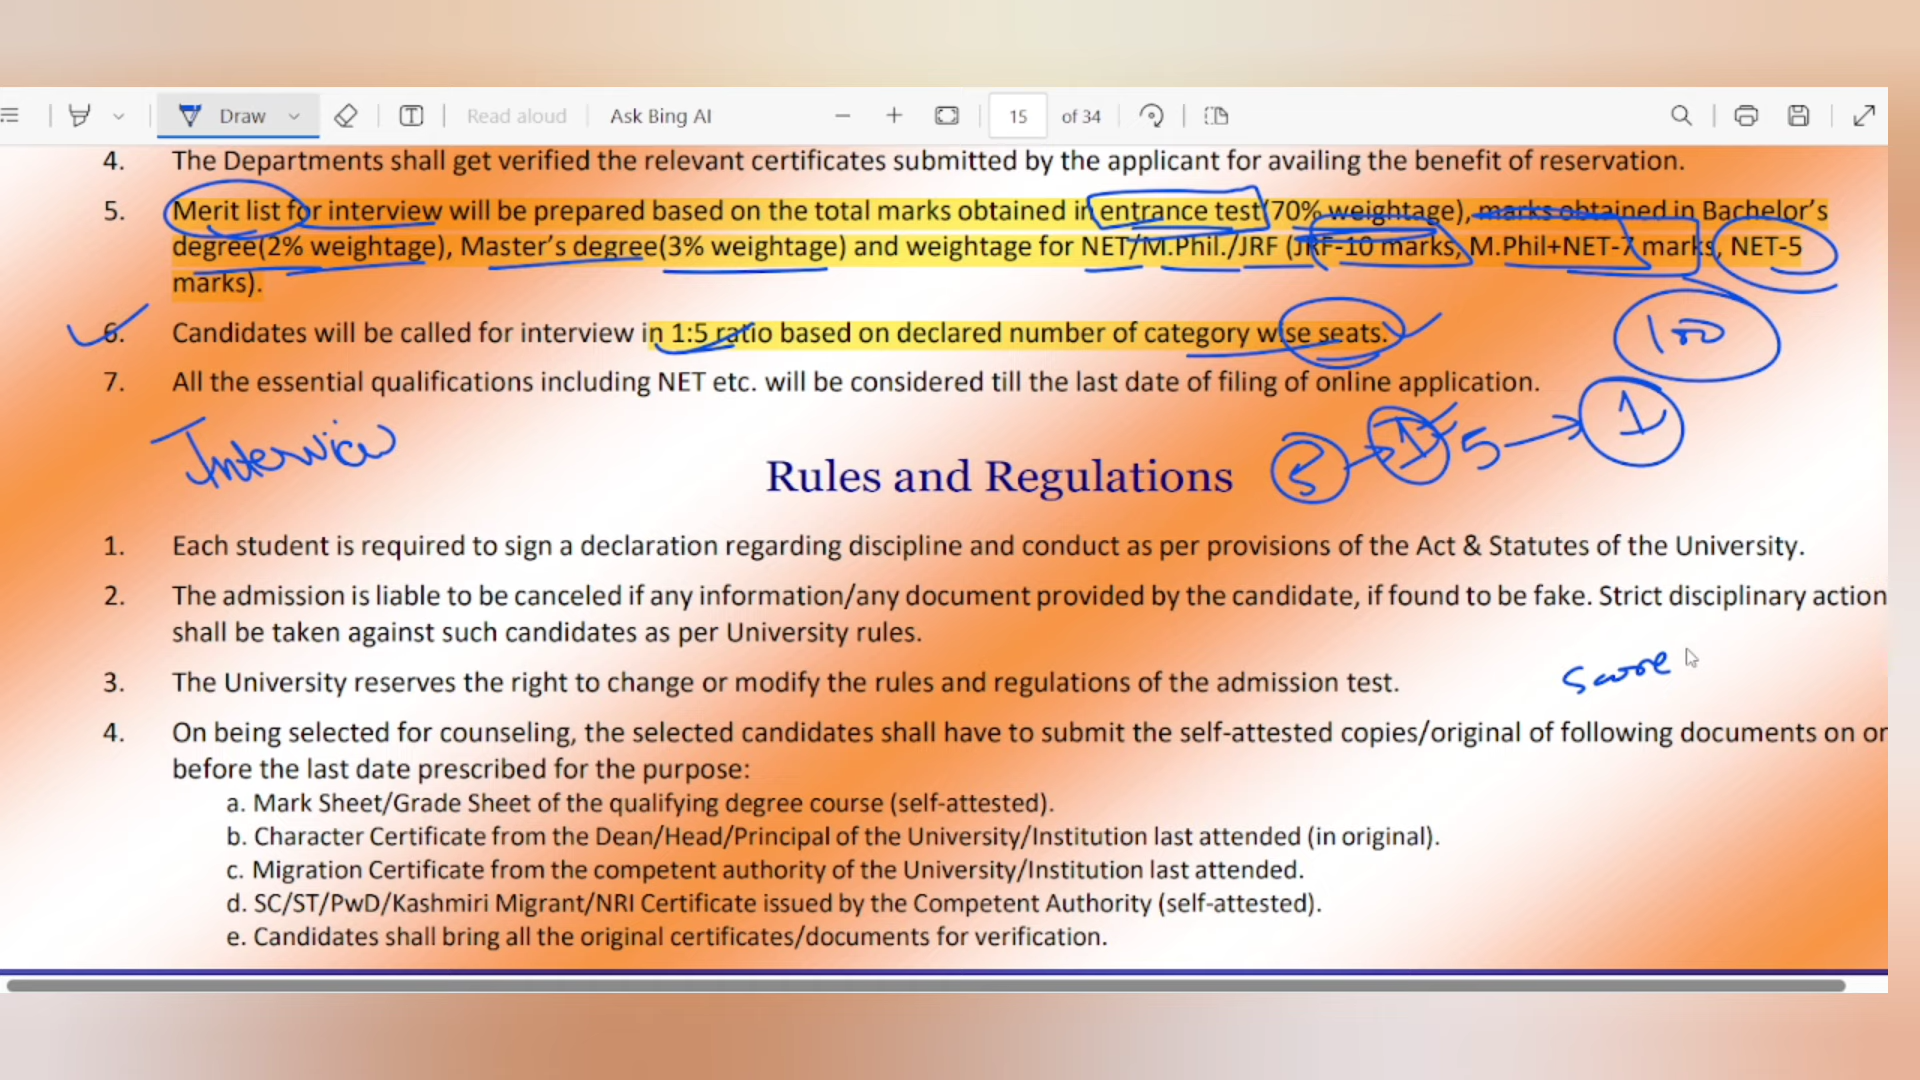 Draw
Read aloud
Ask Bing AI
15 of 34
4. The Departments shall get verified the relevant certificates submitted by the applicant for availing the benefit of reservation.
5. Merit list for interview will be prepared based on the total marks obtained in entrance test(70% weightage), marks obtained in Bachelor's
degree(2% weightage), Master's degree(3% weightage) and weightage for NET/M.Phil./JRF (JRF-10 marks, M.Phil+NET-7 marks, NET-5
marks).
6. Candidates will be called for interview in 1:5 ratio based on declared number of category wise seats.
100
7. All the essential qualifications including NET etc. will be considered till the last date of filing of online application.
Interview
5 → 1
5 → 1
Rules and Regulations
1. Each student is required to sign a declaration regarding discipline and conduct as per provisions of the Act & Statutes of the University.
2. The admission is liable to be canceled if any information/any document provided by the candidate, if found to be fake. Strict disciplinary action
shall be taken against such candidates as per University rules.
3. The University reserves the right to change or modify the rules and regulations of the admission test.
Score
4. On being selected for counseling, the selected candidates shall have to submit the self-attested copies/original of following documents on or
before the last date prescribed for the purpose:
a. Mark Sheet/Grade Sheet of the qualifying degree course (self-attested).
b. Character Certificate from the Dean/Head/Principal of the University/Institution last attended (in original).
c. Migration Certificate from the competent authority of the University/Institution last attended.
d. SC/ST/PwD/Kashmiri Migrant/NRI Certificate issued by the Competent Authority (self-attested).
e. Candidates shall bring all the original certificates/documents for verification.